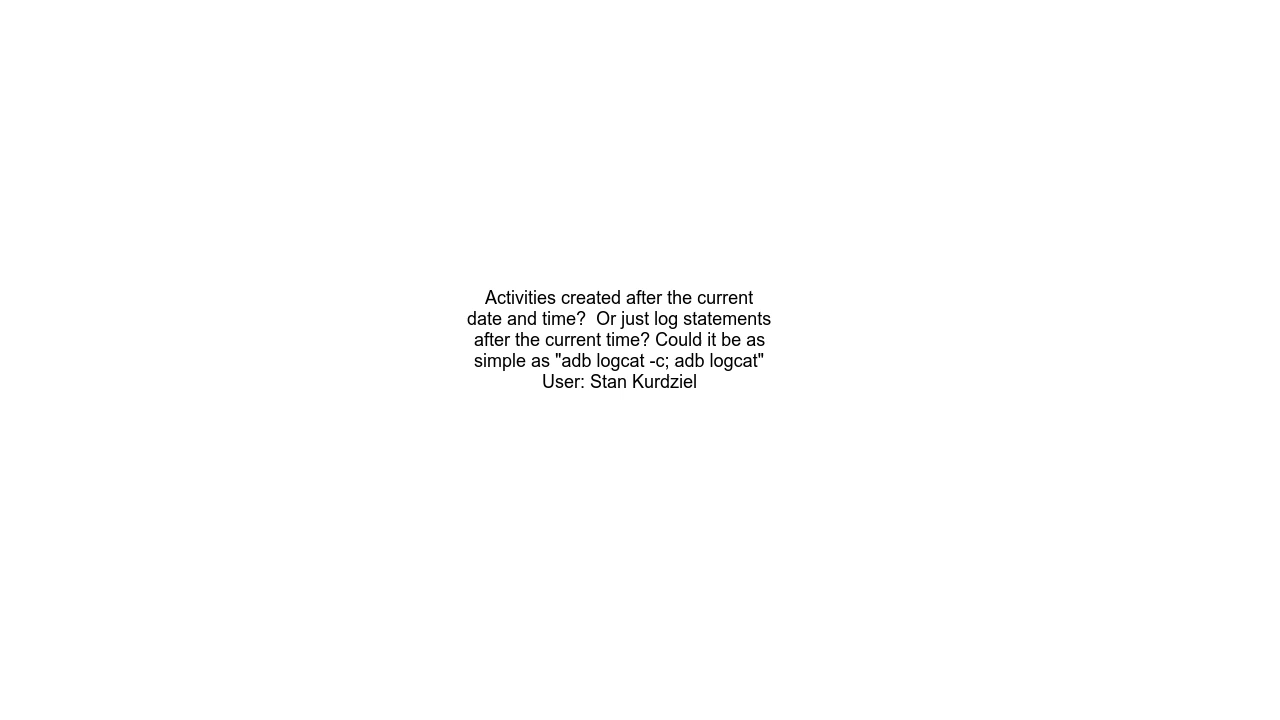 Activities created after the current
date and time?  Or just log statements
after the current time? Could it be as
simple as "adb logcat -c; adb logcat"
User: Stan Kurdziel